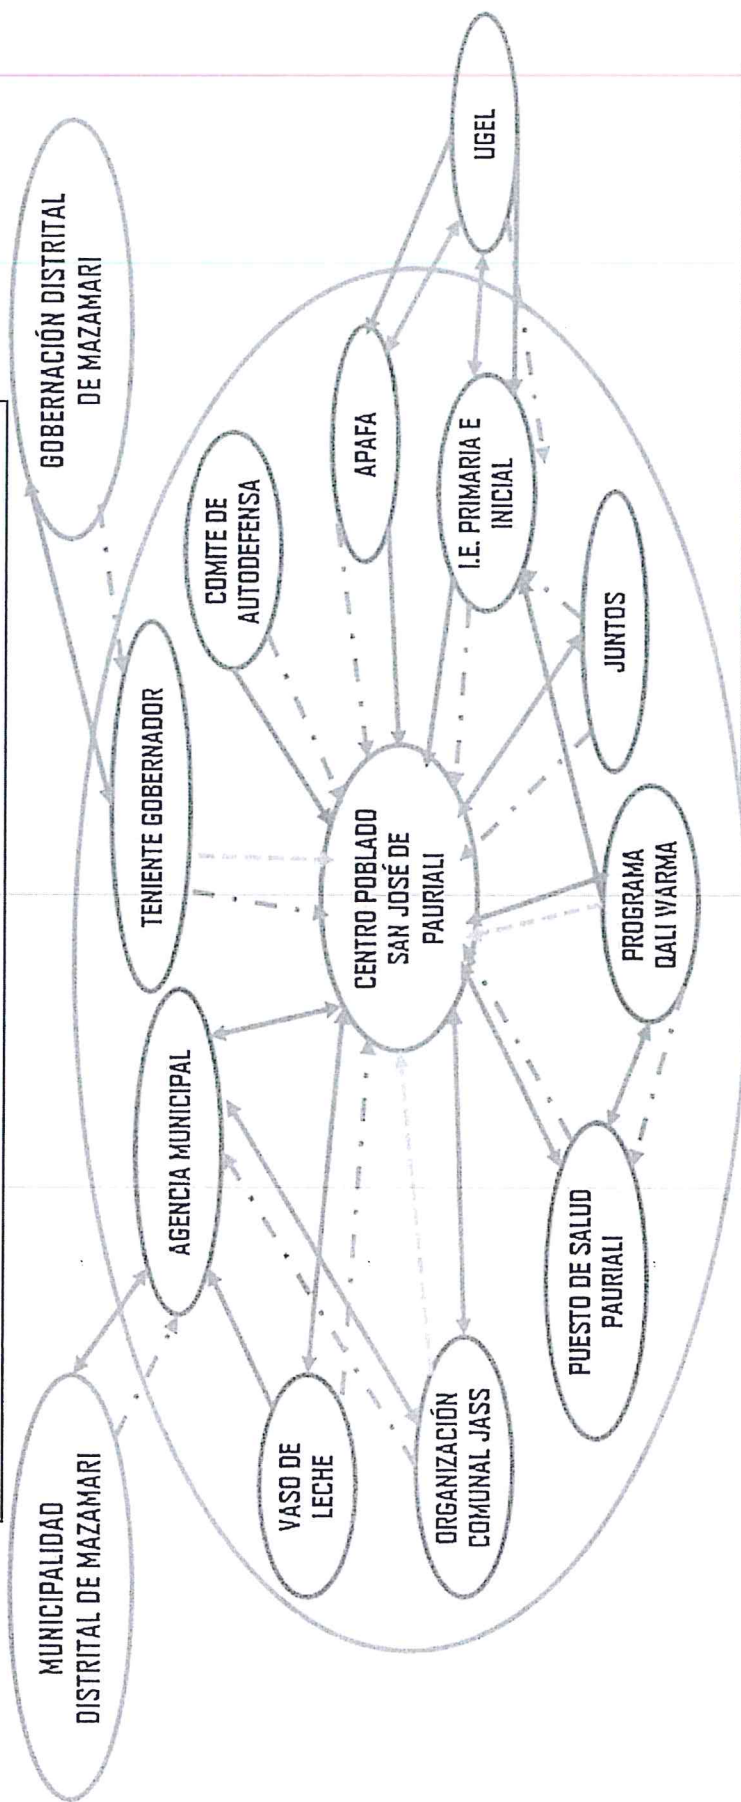 MUNICIPALIDAD
DISTRITAL DE MAZAMARI
GOBERNACIÓN DISTRITAL
DE MAZAMARI
TENIENTE GOBERNADOR
AGENCIA MUNICIPAL
COMITE DE
AUTODEFENSA
VASO DE
LECHE
APAFA
UGEL
CENTRO POBLADO
SAN JOSÉ DE
PAURIALI
ORGANIZACIÓN
COMUNAL JASS
I.E. PRIMARIA E
INICIAL
PUESTO DE SALUD
PAURIALI
PROGRAMA
QALI WARMA
JUNTOS